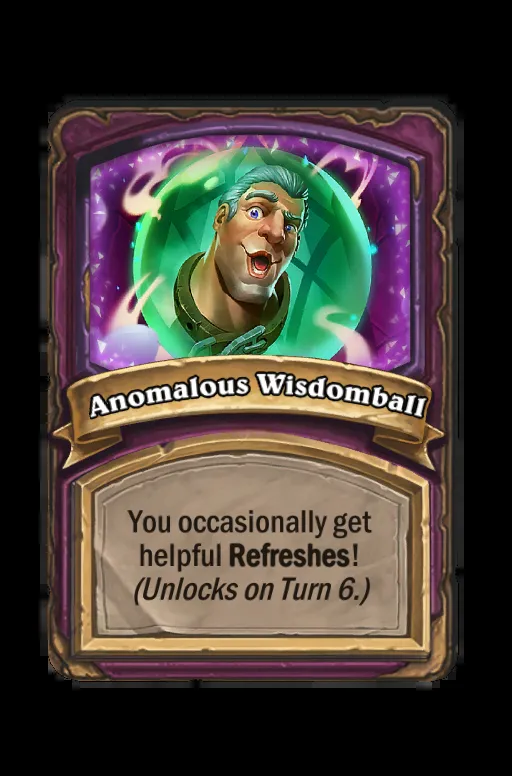 Anomalous Wisdomball
You occasionally get
helpful Refreshes!
(Unlocks on Turn 6.)